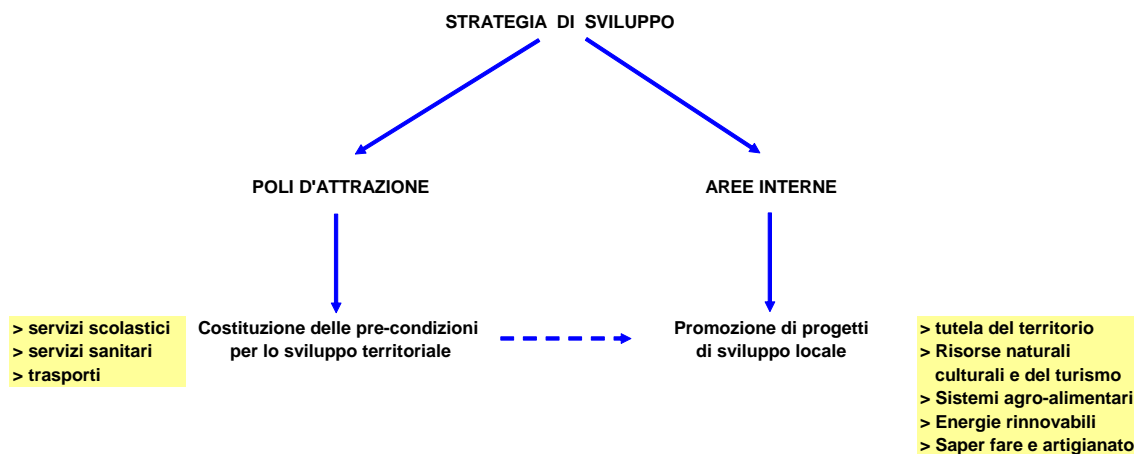 STRATEGIA DI SVILUPPO
POLI D'ATTRAZIONE
AREE INTERNE
> servizi scolastici
> servizi sanitari
> trasporti
Costituzione delle pre-condizioni
per lo sviluppo territoriale
Promozione di progetti
di sviluppo locale
> tutela del territorio
> Risorse naturali
culturali e del turismo
> Sistemi agro-alimentari
> Energie rinnovabili
> Saper fare e artigianato